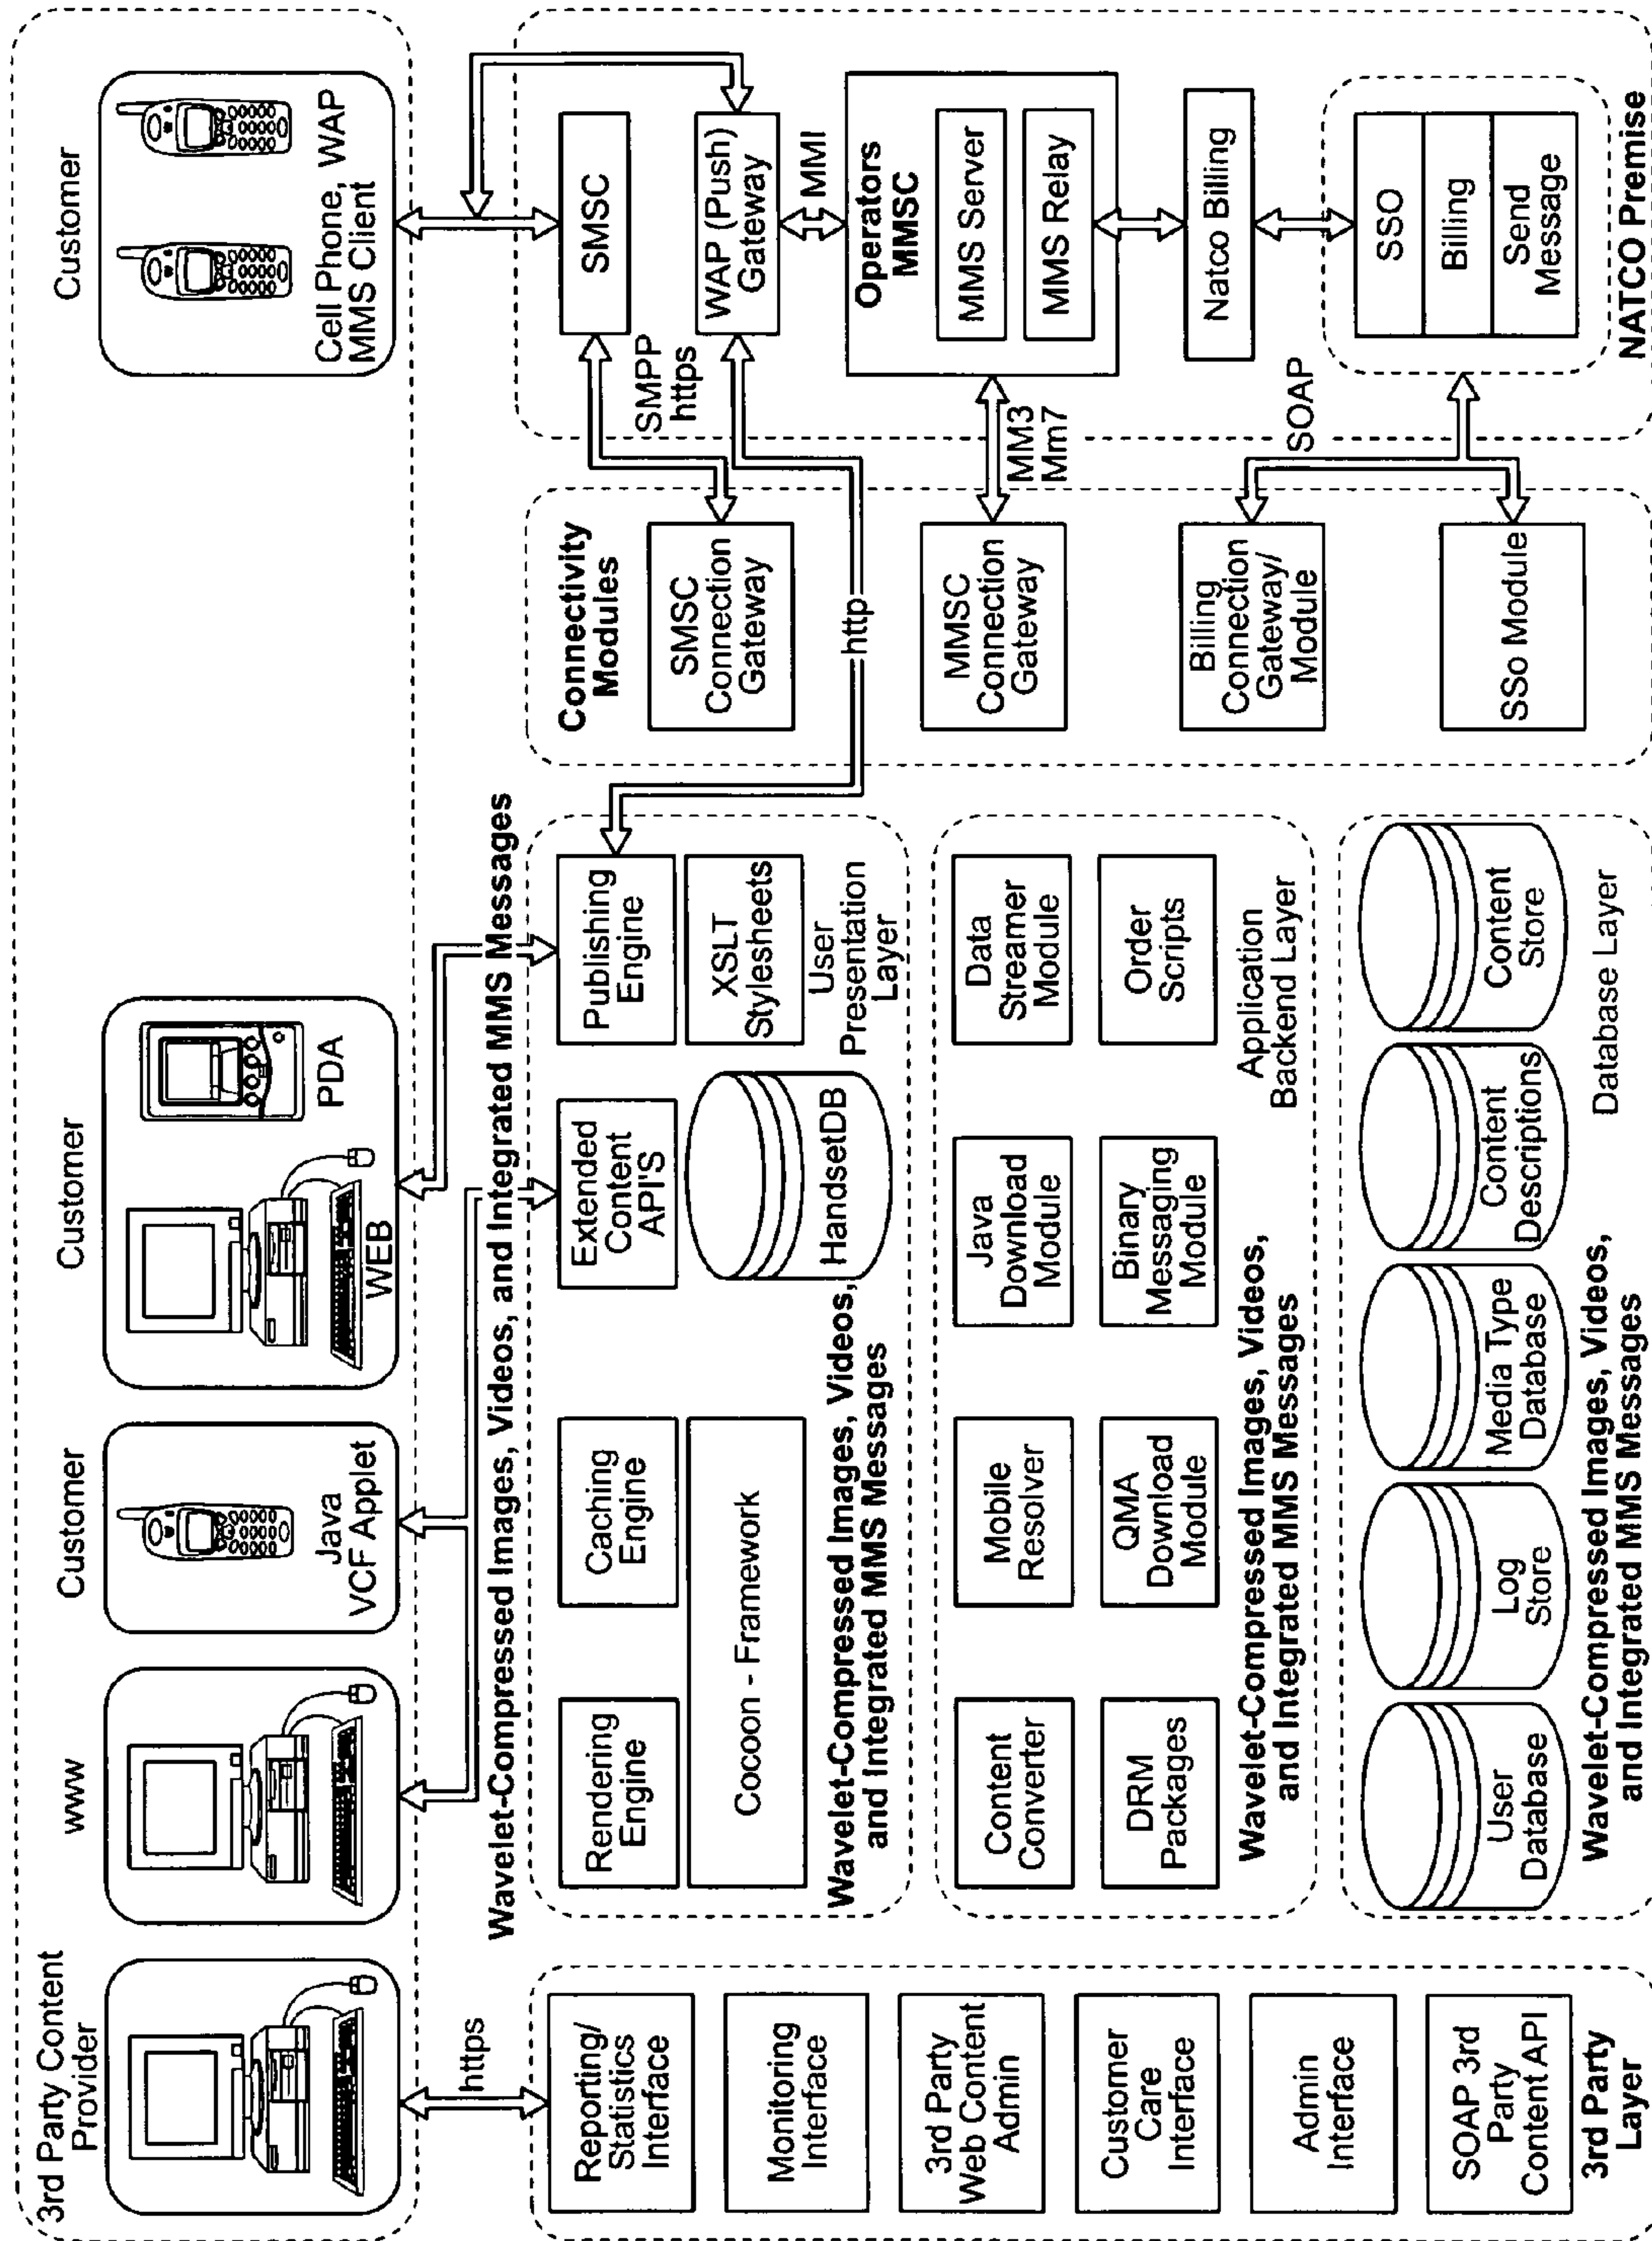 3rd Party Content
Provider
www
Customer
Java
VCF Applet
Customer
WEB
PDA
Customer
Cell Phone, WAP
MMS Client
https
Wavelet-Compressed Images, Videos, and Integrated MMS Messages
Reporting/
Statistics
Interface
Monitoring
Interface
3rd Party
Web Content
Admin
Customer
Care
Interface
Admin
Interface
SOAP 3rd
Party
Content API
3rd Party
Layer
Rendering
Engine
Caching
Engine
Extended
Content
API'S
Publishing
Engine
Cocoon - Framework
HandsetDB
XSLT
Stylesheets
User
Presentation
Layer
Wavelet-Compressed Images, Videos,
and Integrated MMS Messages
Content
Converter
Mobile
Resolver
Java
Download
Module
Data
Streamer
Module
DRM
Packages
QMA
Download
Module
Binary
Messaging
Module
Order
Scripts
Wavelet-Compressed Images, Videos,
and Integrated MMS Messages
Application
Backend Layer
User
Database
Log
Store
Media Type
Database
Content
Descriptions
Content
Store
Wavelet-Compressed Images, Videos,
and Integrated MMS Messages
Database Layer
Connectivity
Modules
SMSC
Connection
Gateway
http
MMSC
Connection
Gateway
Billing
Connection
Gateway/
Module
SSo Module
SMPP
https
MM3
Mm7
SOAP
SMSC
WAP (Push)
Gateway
MMI
Operators
MMSC
MMS Server
MMS Relay
Natco Billing
SSO
Billing
Send
Message
NATCO Premise